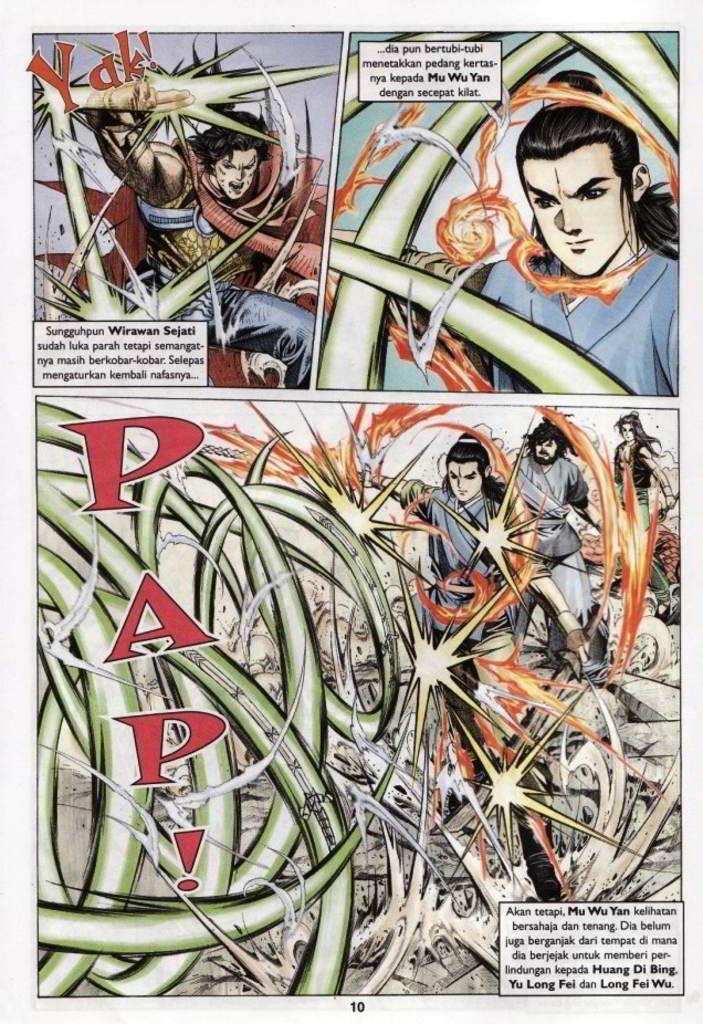 Yak!
...dia pun bertubi-tubi
menetakkan pedang kertas-
nya kepada Mu Wu Yan
dengan secepat kilat.
Sungguhpun Wirawan Sejati
sudah luka parah tetapi semangat-
nya masih berkobar-kobar. Selepas
mengaturkan kembali nafasnya...
PAP!
Akan tetapi, Mu Wu Yan kelihatan
bersahaja dan tenang. Dia belum
juga berganjak dari tempat di mana
dia berjejak untuk memberi per-
lindungan kepada Huang Di Bing,
Yu Long Fei dan Long Fei Wu.
10